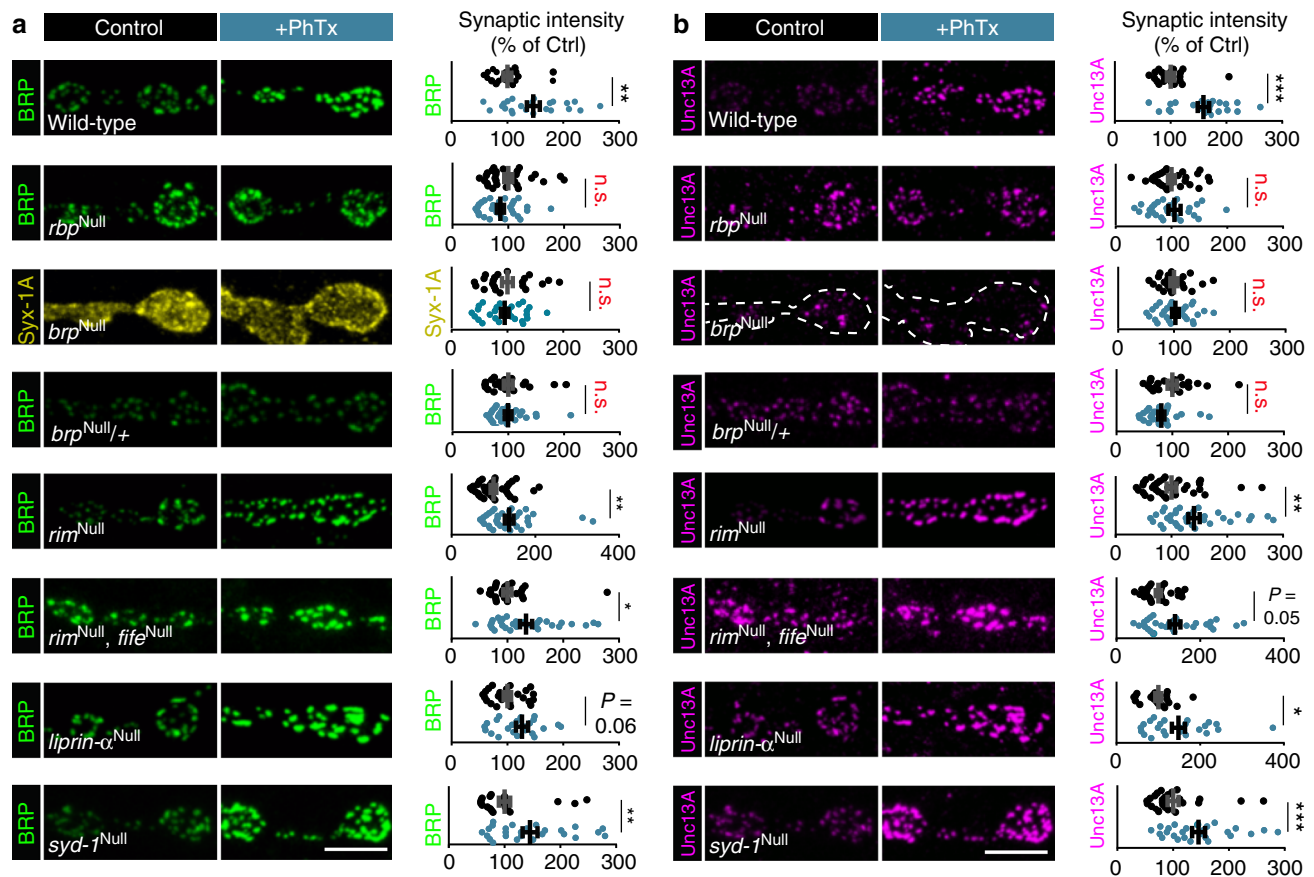 a Control +PhTx Synaptic intensity (% of Ctrl)
b Control +PhTx Synaptic intensity (% of Ctrl)
BRP Wild-type BRP ** 0 100 200 300
Unc13A Wild-type Unc13A *** 0 100 200 300
BRP rbpNull BRP n.s. 0 100 200 300
Unc13A rbpNull Unc13A n.s. 0 100 200 300
Syx-1A brpNull Syx-1A n.s. 0 100 200 300
Unc13A brpNull Unc13A n.s. 0 100 200 300
BRP brpNull/+ BRP n.s. 0 100 200 300
Unc13A brpNull/+ Unc13A n.s. 0 100 200 300
BRP rimNull BRP ** 0 200 400
Unc13A rimNull Unc13A ** 0 100 200 300
BRP rimNull, fifeNull BRP * 0 100 200 300
Unc13A rimNull, fifeNull Unc13A P = 0.05 0 200 400
BRP liprin-αNull BRP P = 0.06 0 100 200 300
Unc13A liprin-αNull Unc13A * 0 200 400
BRP syd-1Null BRP ** 0 100 200 300
Unc13A syd-1Null Unc13A *** 0 100 200 300